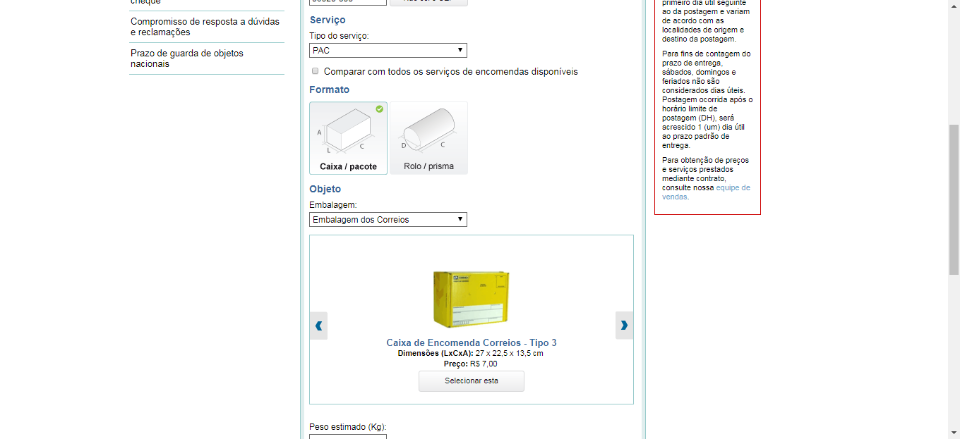 cheque
Compromisso de resposta a dúvidas
e reclamações
Prazo de guarda de objetos
nacionais
Serviço
Tipo do serviço:
PAC
Comparar com todos os serviços de encomendas disponíveis
Formato
A
L
C
Caixa / pacote
D
C
Rolo / prisma
Objeto
Embalagem:
Embalagem dos Correios
Caixa de Encomenda Correios - Tipo 3
Dimensões (LxCxA): 27 x 22,5 x 13,5 cm
Preço: R$ 7,00
Selecionar esta
Peso estimado (Kg):
primeiro dia útil seguinte
ao da postagem e variam
de acordo com as
localidades de origem e
destino da postagem.
Para fins de contagem do
prazo de entrega,
sábados, domingos e
feriados não são
considerados dias úteis.
Postagem ocorrida após o
horário limite de
postagem (DH), será
acrescido 1 (um) dia útil
ao prazo padrão de
entrega.
Para obtenção de preços
e serviços prestados
mediante contrato,
consulte nossa equipe de
vendas.